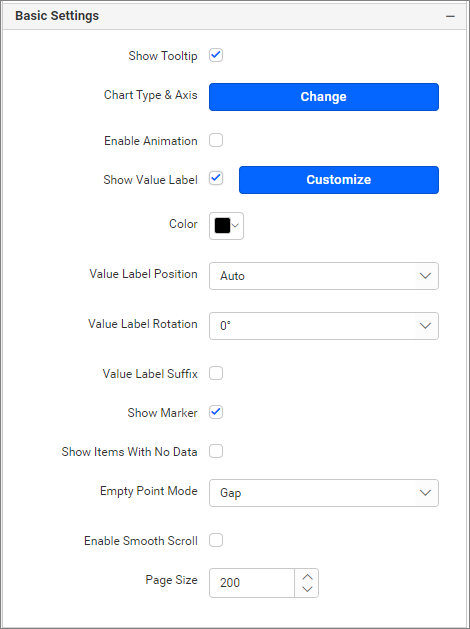 Basic Settings
Show Tooltip
Chart Type & Axis Change
Enable Animation
Show Value Label Customize
Color
Value Label Position Auto
Value Label Rotation 0°
Value Label Suffix
Show Marker
Show Items With No Data
Empty Point Mode Gap
Enable Smooth Scroll
Page Size 200